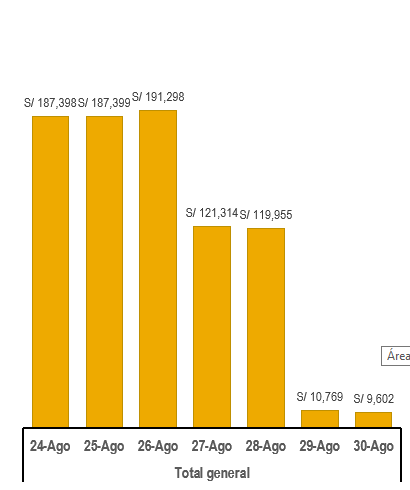 S/ 187,398 S/ 187,399 S/ 191,298 S/ 121,314 S/ 119,955 S/ 10,769 S/ 9,602
Área
24-Ago 25-Ago 26-Ago 27-Ago 28-Ago 29-Ago 30-Ago
Total general